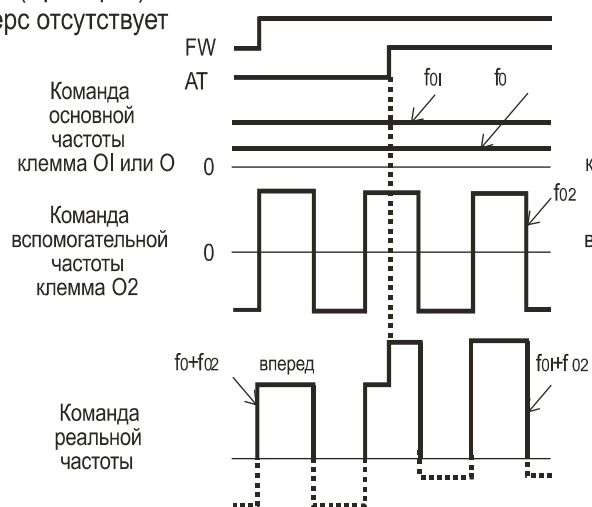 ерс отсутствует
FW
AT
fOI
fO
Команда
основной
частоты
клемма OI или O
0
Команда
вспомогательной
частоты
клемма O2
0
fO2
fO+fO2
вперед
fOI+fO2
Команда
реальной
частоты